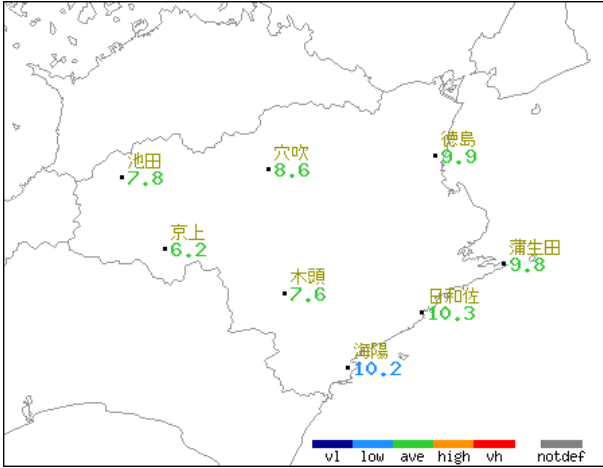 徳島
9.9
穴吹
8.6
池田
7.8
京上
6.2
蒲生田
9.8
木頭
7.6
日和佐
10.3
海陽
10.2
vl low ave high vh notdef